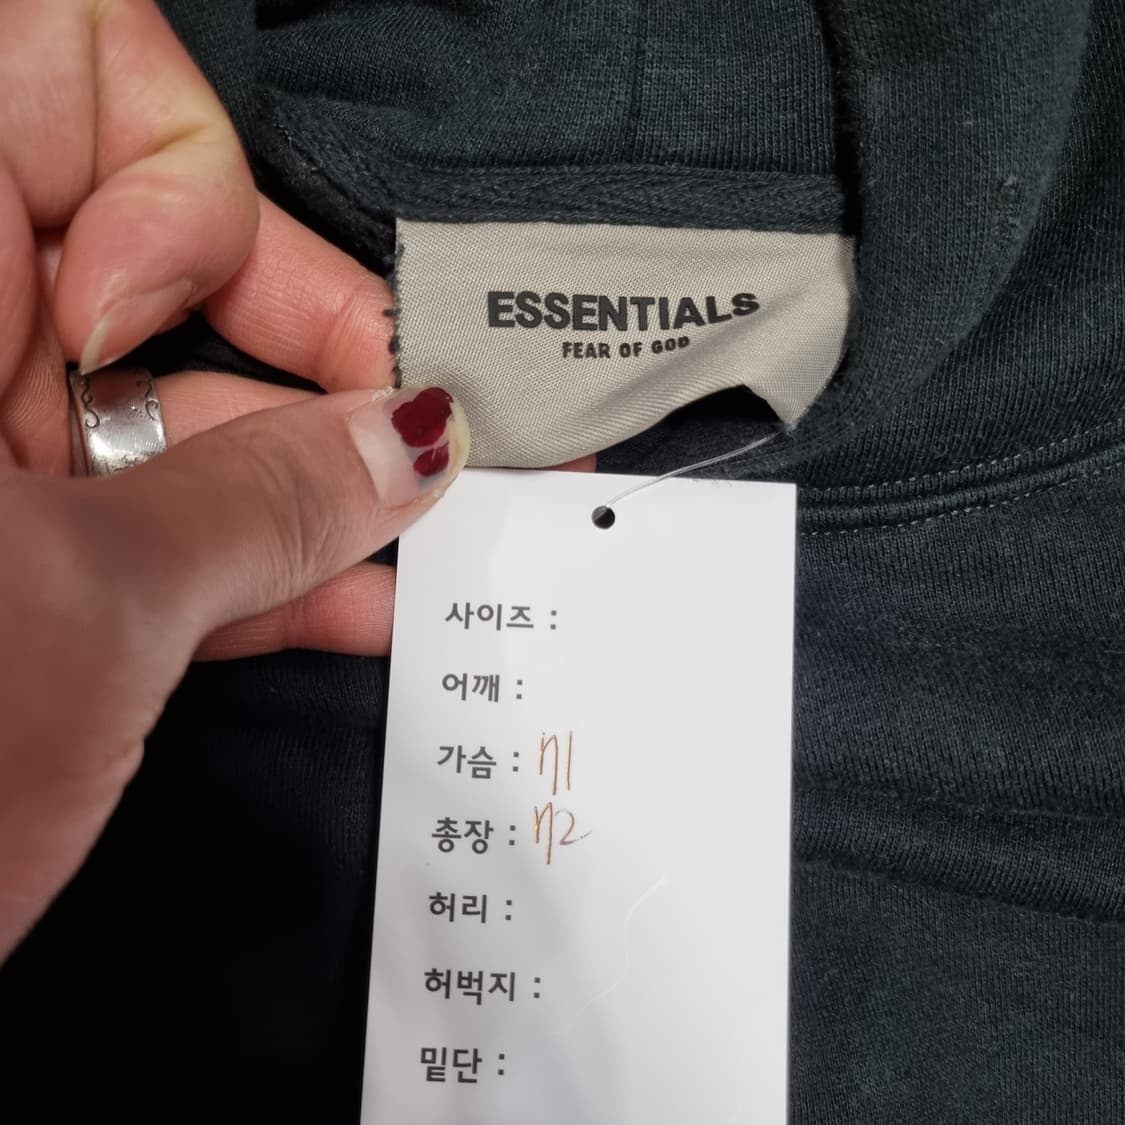 ESSENTIALS
FEAR OF GOD
사이즈 :
어깨 :
가슴 : 71
총장 : 72
허리 :
허벅지 :
밑단 :